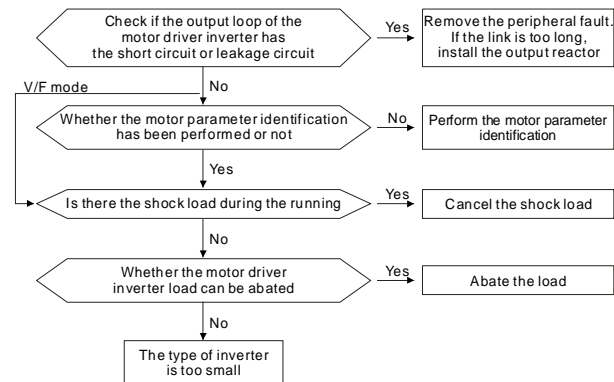 Check if the output loop of the
motor driver inverter has
the short circuit or leakage circuit
Yes
Remove the peripheral fault.
If the link is too long,
install the output reactor
V/F mode
No
Whether the motor parameter identification
has been performed or not
No
Perform the motor parameter
identification
Yes
Is there the shock load during the running
Yes
Cancel the shock load
No
Whether the motor driver
inverter load can be abated
Yes
Abate the load
No
The type of inverter
is too small